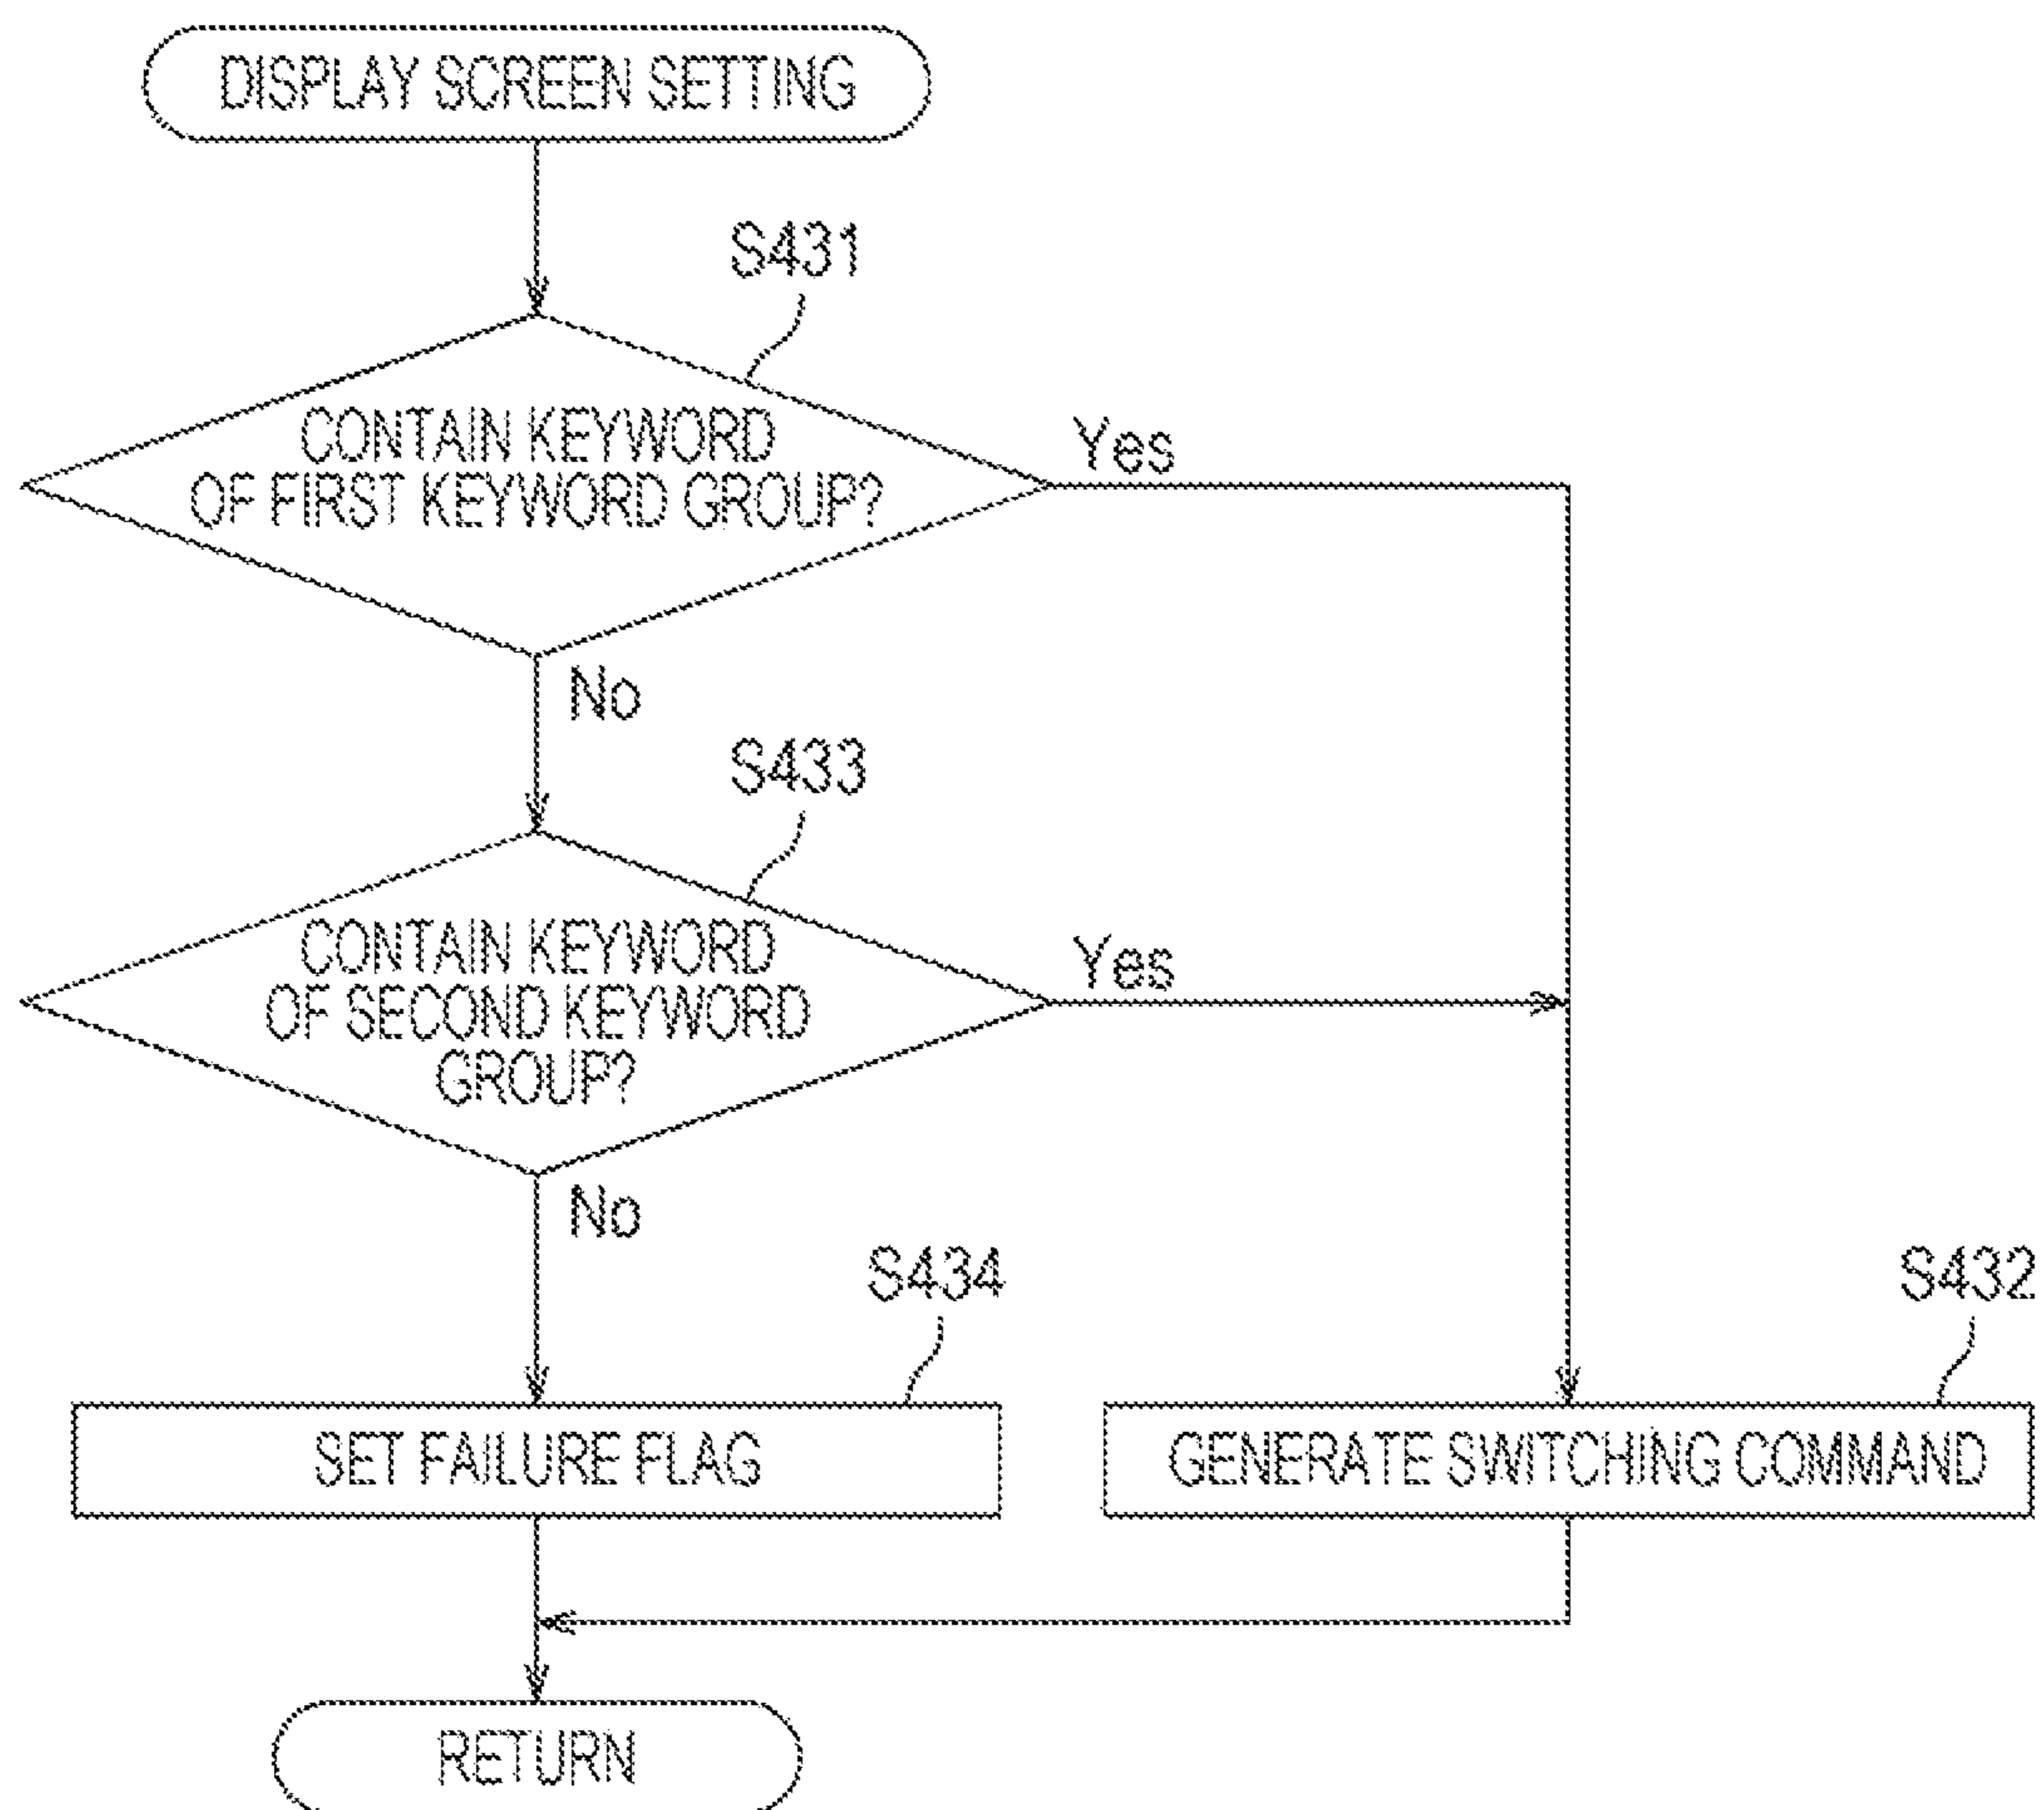 DISPLAY SCREEN SETTING
S431
CONTAIN KEYWORD
OF FIRST KEYWORD GROUP?
Yes
No
S433
CONTAIN KEYWORD
OF SECOND KEYWORD
GROUP?
Yes
No
S434
S432
SET FAILURE FLAG
GENERATE SWITCHING COMMAND
RETURN